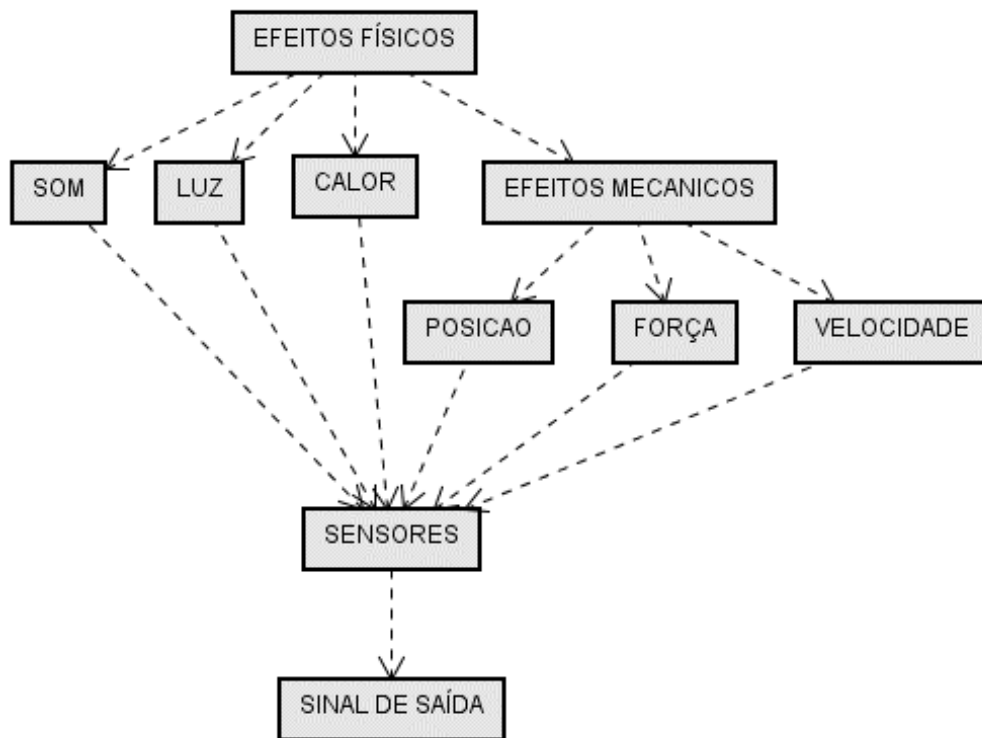 EFEITOS FÍSICOS
SOM
LUZ
CALOR
EFEITOS MECANICOS
POSICAO
FORÇA
VELOCIDADE
SENSORES
SINAL DE SAÍDA